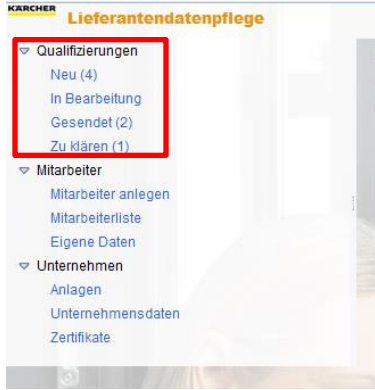 KÄRCHER
Lieferantendatenpflege
Qualifizierungen
Neu (4)
In Bearbeitung
Gesendet (2)
Zu klären (1)
Mitarbeiter
Mitarbeiter anlegen
Mitarbeiterliste
Eigene Daten
Unternehmen
Anlagen
Unternehmensdaten
Zertifikate